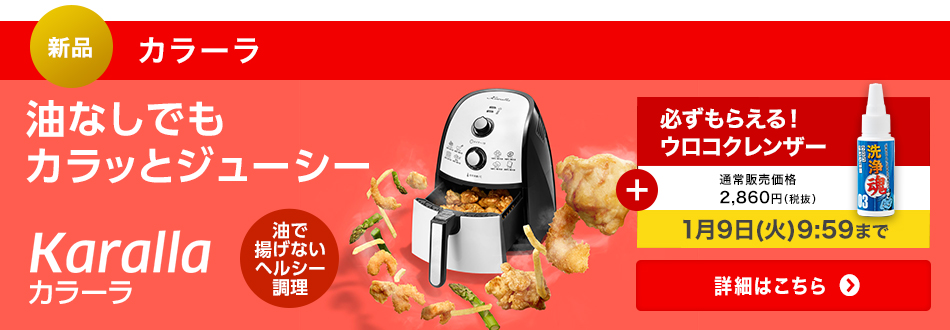 新品
カラーラ
油なしでも
カラッとジューシー
Karalla
カラーラ
油で
揚げない
ヘルシー
調理
Karalla
必ずもらえる!
ウロコクレンザー
通常販売価格
2,860円(税抜)
1月9日(火)9:59まで
洗浄
魂
03
詳細はこちら